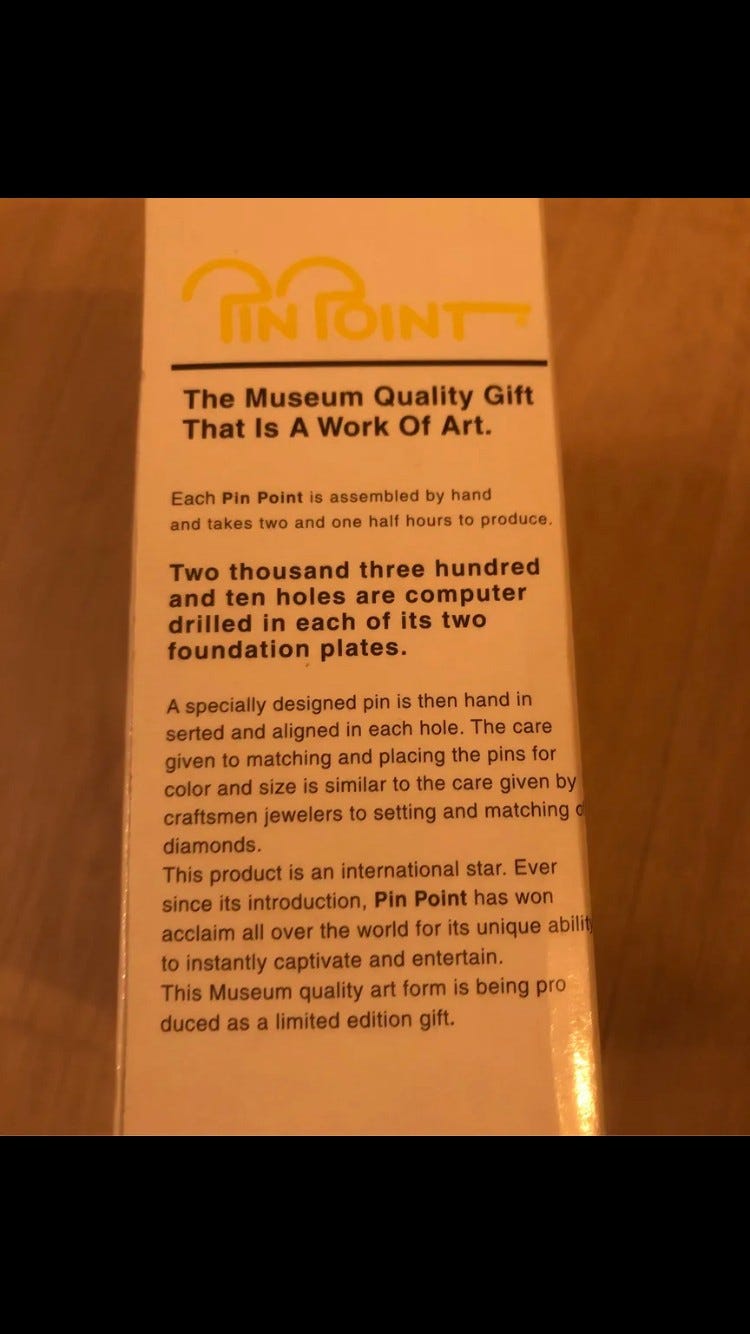 PIN POINT
The Museum Quality Gift
That Is A Work Of Art.
Each Pin Point is assembled by hand
and takes two and one half hours to produce.
Two thousand three hundred
and ten holes are computer
drilled in each of its two
foundation plates.
A specially designed pin is then hand in
serted and aligned in each hole. The care
given to matching and placing the pins for
color and size is similar to the care given by
craftsmen jewelers to setting and matching
diamonds.
This product is an international star. Ever
since its introduction, Pin Point has won
acclaim all over the world for its unique ability
to instantly captivate and entertain.
This Museum quality art form is being pro
duced as a limited edition gift.